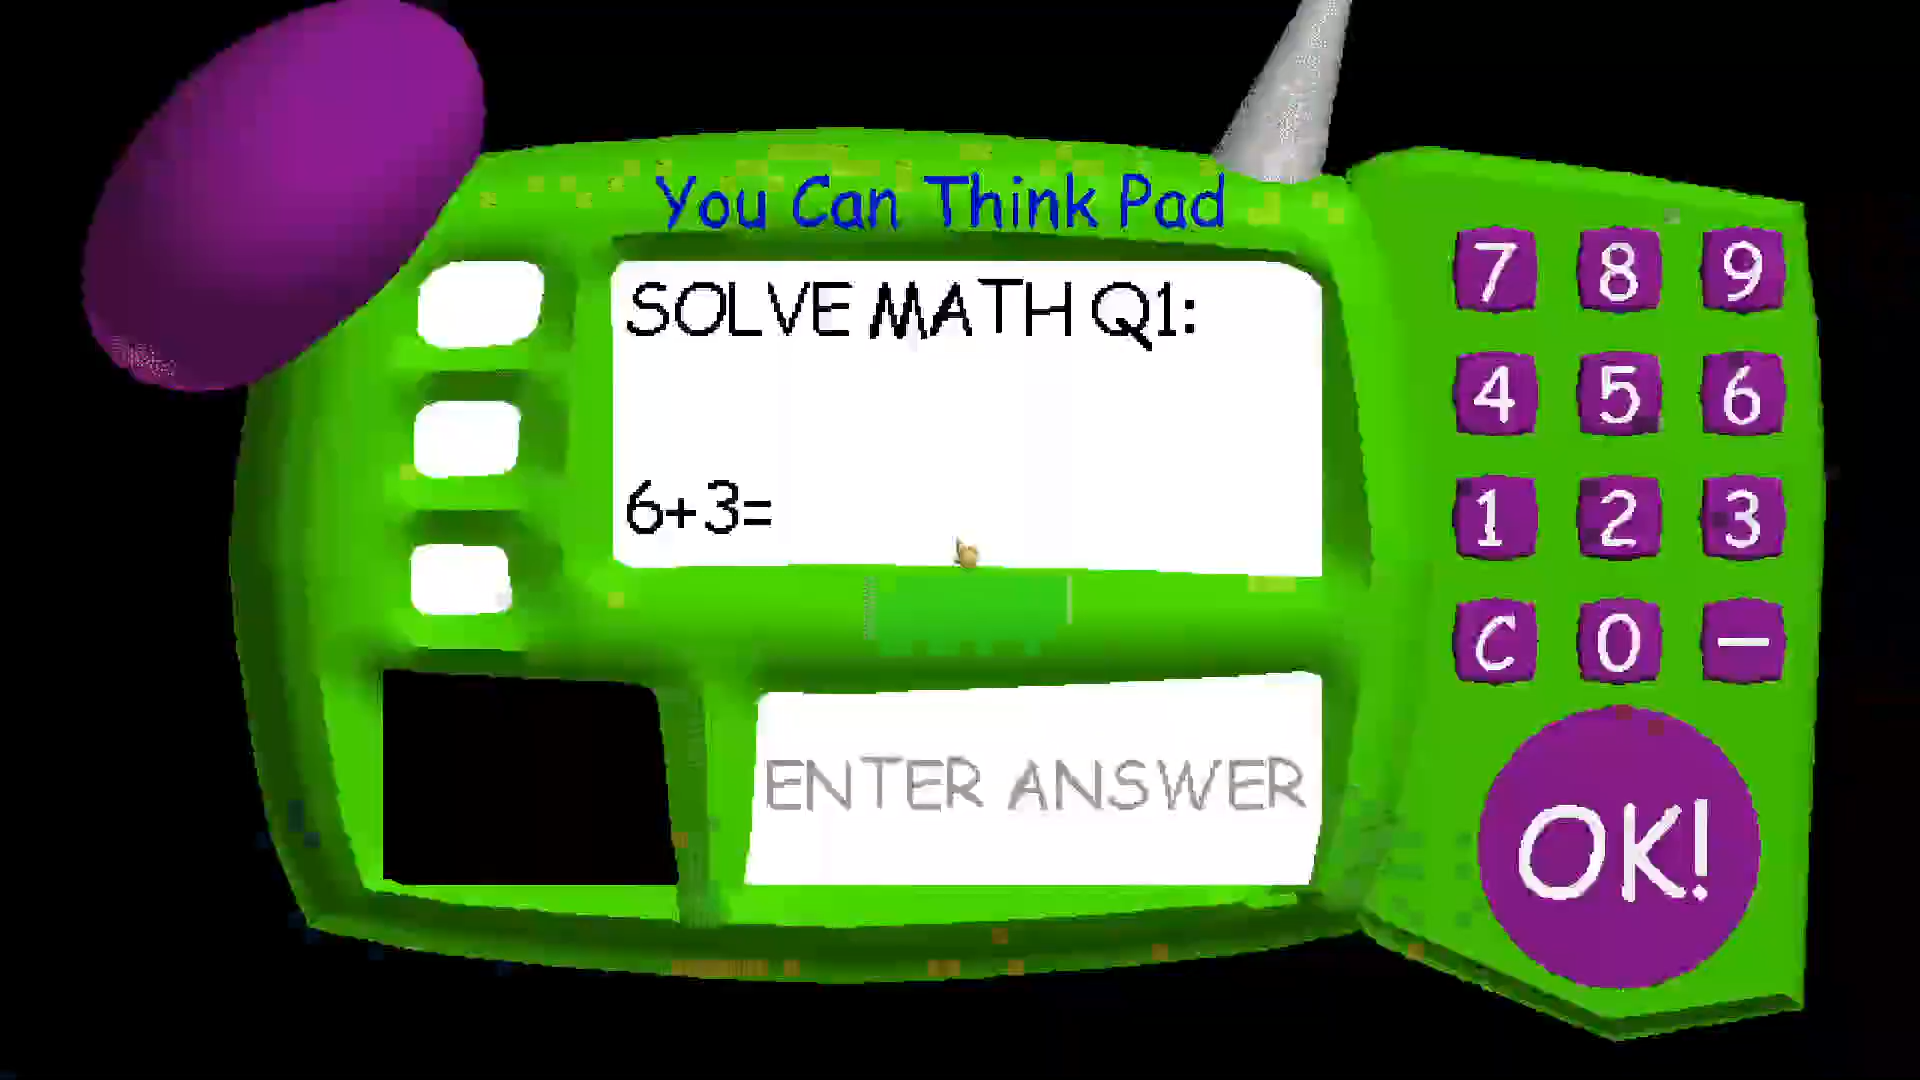 You Can Think Pad
SOLVE MATH Q1:
6+3=
ENTER ANSWER
7 8 9
4 5 6
1 2 3
C 0 —
OK!